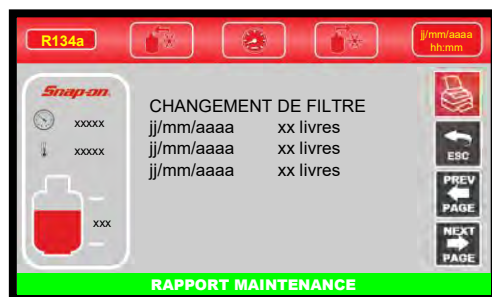 R134a
jj/mm/aaaa
hh:mm
Snap-on
CHANGEMENT DE FILTRE
xxxxx
jj/mm/aaaa xx livres
xxxxx
jj/mm/aaaa xx livres
jj/mm/aaaa xx livres
xxx
ESC
PREV
PAGE
NEXT
PAGE
RAPPORT MAINTENANCE